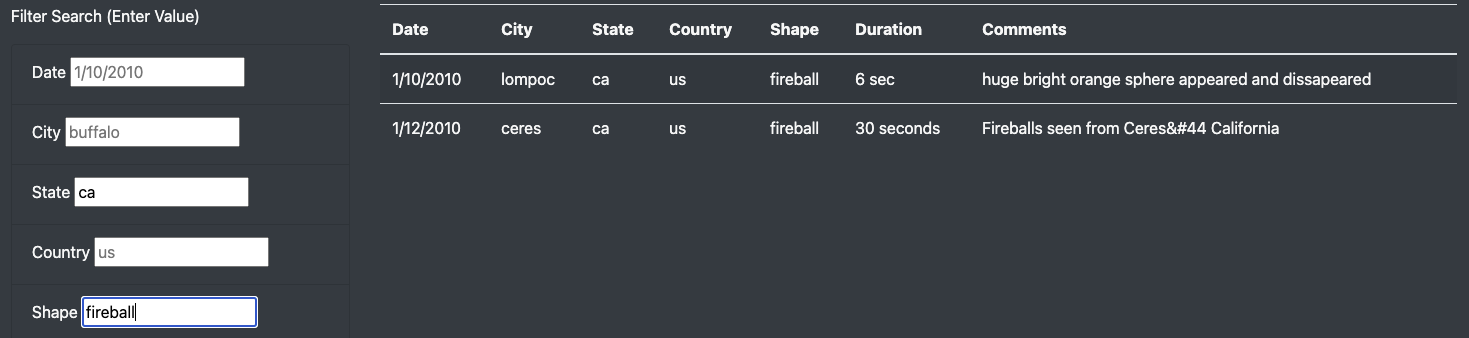 Filter Search (Enter Value)
Date 1/10/2010
City buffalo
State ca
Country us
Shape fireball
Date City State Country Shape Duration Comments
1/10/2010 lompoc ca us fireball 6 sec huge bright orange sphere appeared and dissapeared
1/12/2010 ceres ca us fireball 30 seconds Fireballs seen from Ceres&#44 California